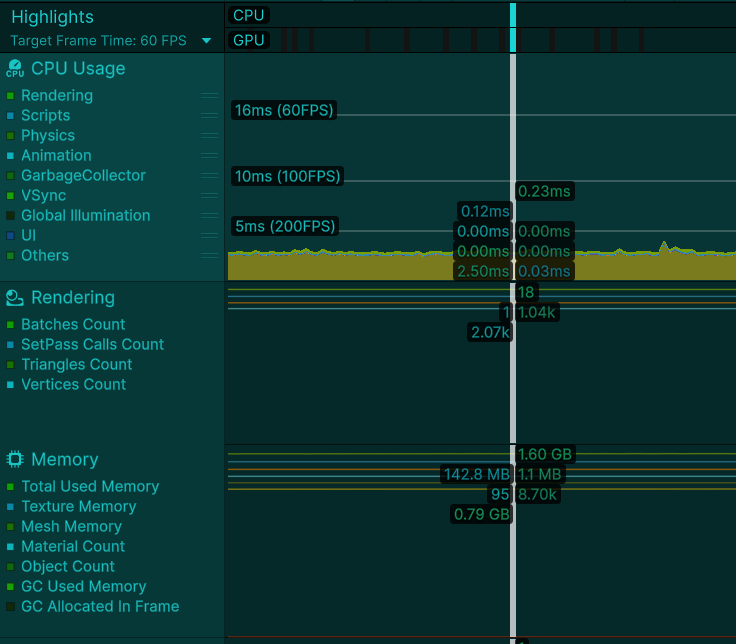 Highlights
Target Frame Time: 60 FPS
CPU
GPU
CPU
CPU Usage
Rendering
Scripts
Physics
Animation
GarbageCollector
VSync
Global Illumination
UI
Others
16ms (60FPS)
10ms (100FPS)
5ms (200FPS)
0.23ms
0.12ms
0.00ms 0.00ms
0.00ms 0.00ms
2.50ms 0.03ms
Rendering
Batches Count
SetPass Calls Count
Triangles Count
Vertices Count
18
1 1.04k
2.07k
Memory
Total Used Memory
Texture Memory
Mesh Memory
Material Count
Object Count
GC Used Memory
GC Allocated In Frame
1.60 GB
142.8 MB 1.1 MB
95 8.70k
0.79 GB